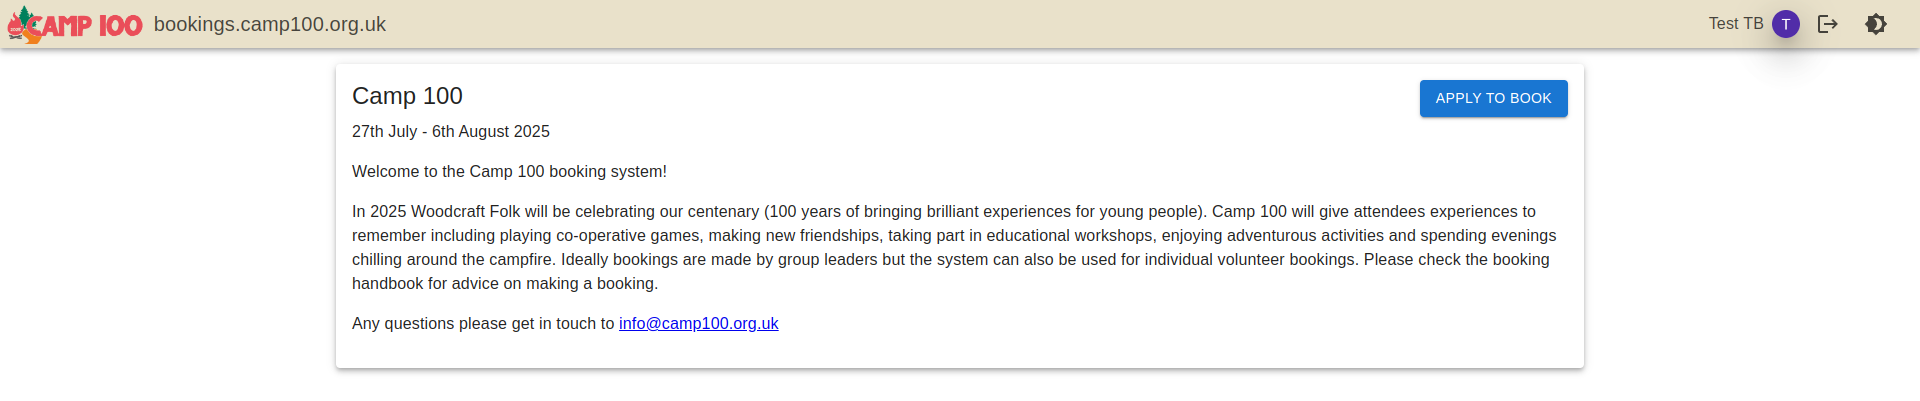 CAMP 100 bookings.camp100.org.uk
Test TB T
Camp 100
APPLY TO BOOK
27th July - 6th August 2025
Welcome to the Camp 100 booking system!
In 2025 Woodcraft Folk will be celebrating our centenary (100 years of bringing brilliant experiences for young people). Camp 100 will give attendees experiences to
remember including playing co-operative games, making new friendships, taking part in educational workshops, enjoying adventurous activities and spending evenings
chilling around the campfire. Ideally bookings are made by group leaders but the system can also be used for individual volunteer bookings. Please check the booking
handbook for advice on making a booking.
Any questions please get in touch to info@camp100.org.uk